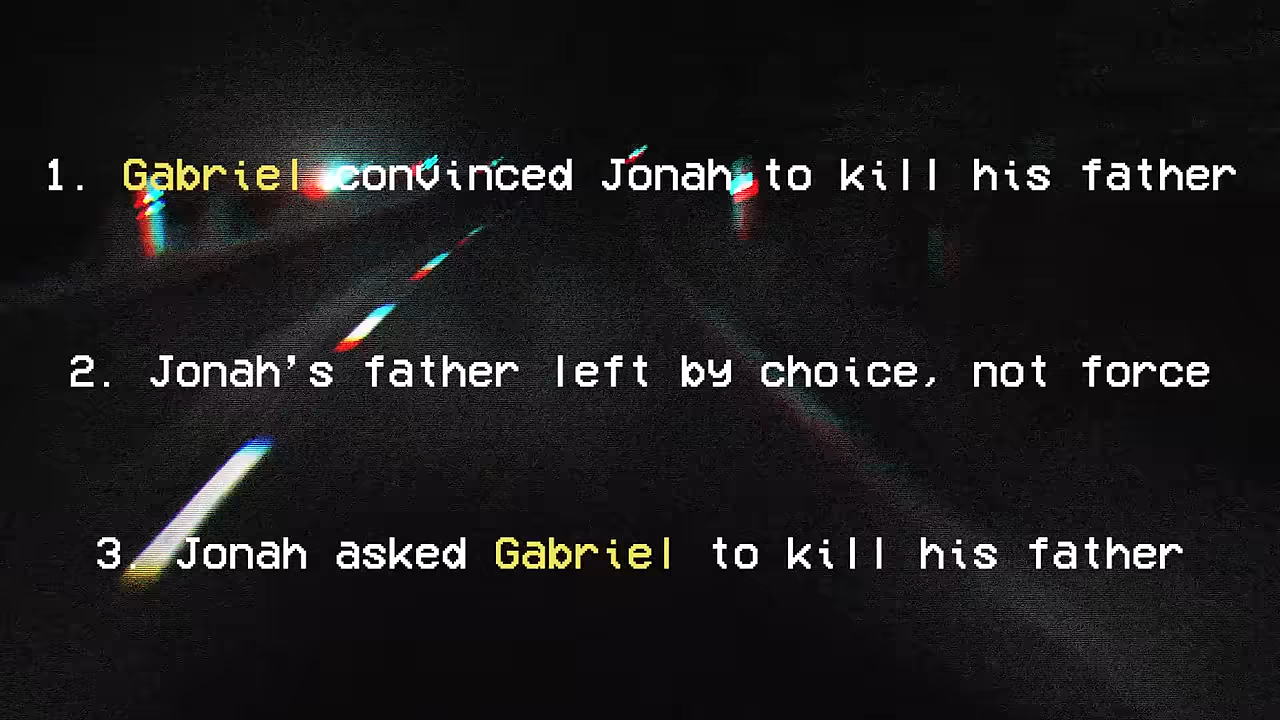 1. Gabriel convinced Jonah to kill his father
2. Jonah's father left by choice, not force
3. Jonah asked Gabriel to kill his father